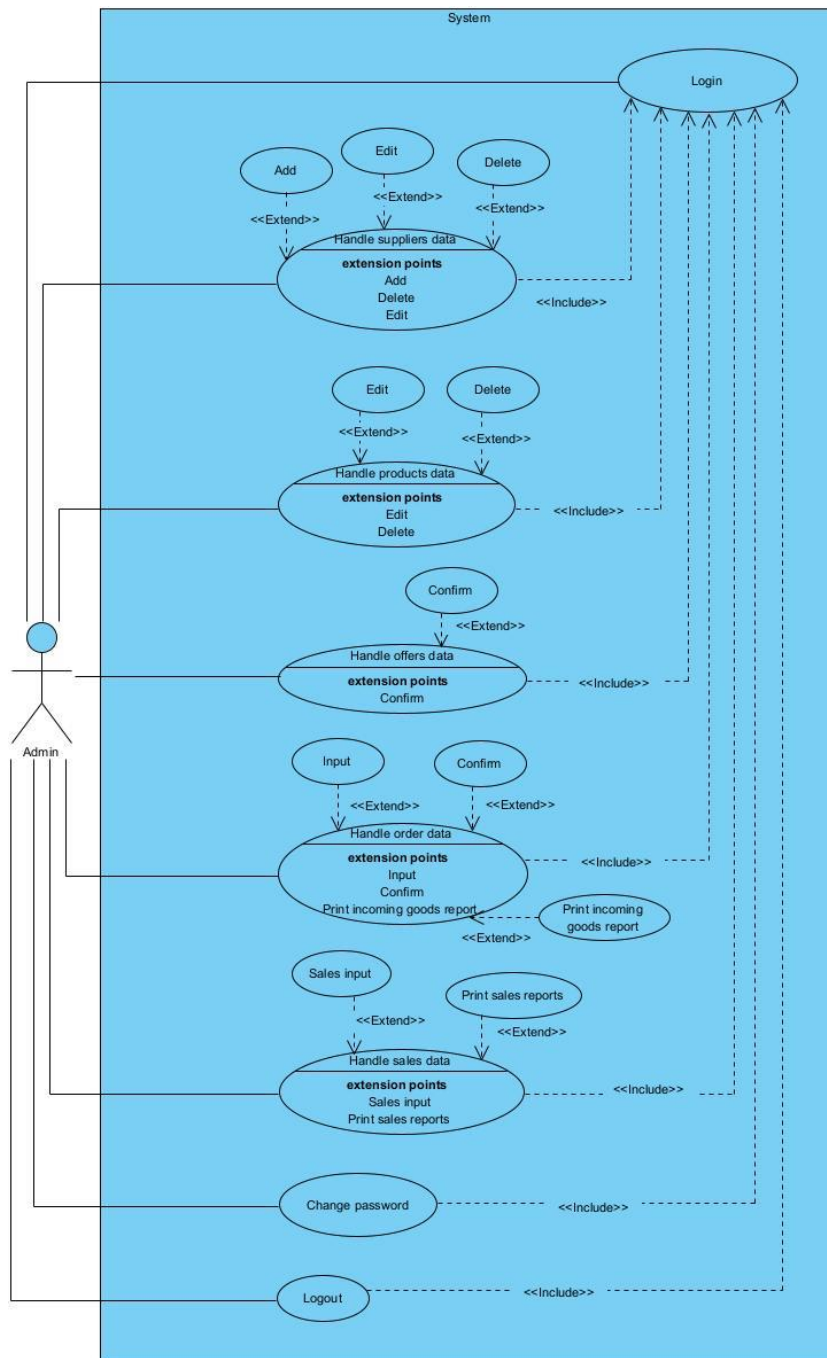 System
Login
Edit
Add
Delete
<<Extend>>
<<Extend>>
<<Extend>>
Handle suppliers data
extension points
Add
Delete
Edit
<<Include>>
Edit
Delete
<<Extend>>
<<Extend>>
Handle products data
extension points
Edit
Delete
<<Include>>
Confirm
<<Extend>>
Handle offers data
extension points
Confirm
<<Include>>
Admin
Input
Confirm
<<Extend>>
<<Extend>>
Handle order data
extension points
Input
Confirm
Print incoming goods report
<<Include>>
Print incoming
goods report
<<Extend>>
Sales input
Print sales reports
<<Extend>>
<<Extend>>
Handle sales data
extension points
Sales input
Print sales reports
<<Include>>
Change password
<<Include>>
Logout
<<Include>>